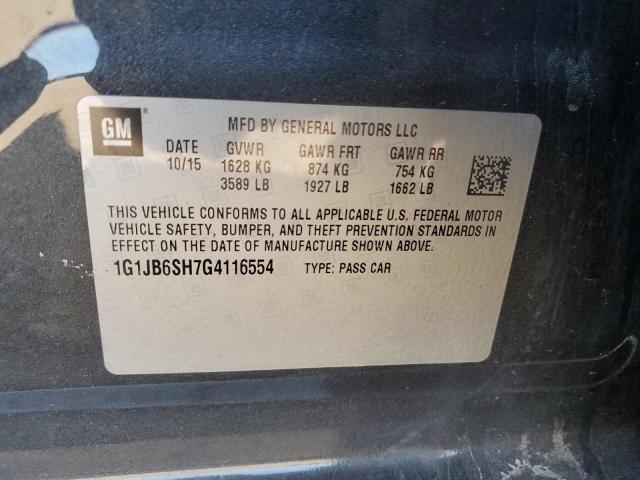 GM ®
MFD BY GENERAL MOTORS LLC
DATE GVWR GAWR FRT GAWR RR
10/15 1628 KG 874 KG 754 KG
3589 LB 1927 LB 1662 LB
THIS VEHICLE CONFORMS TO ALL APPLICABLE U.S. FEDERAL MOTOR
VEHICLE SAFETY, BUMPER, AND THEFT PREVENTION STANDARDS IN
EFFECT ON THE DATE OF MANUFACTURE SHOWN ABOVE.
1G1JB6SH7G4116554 TYPE: PASS CAR